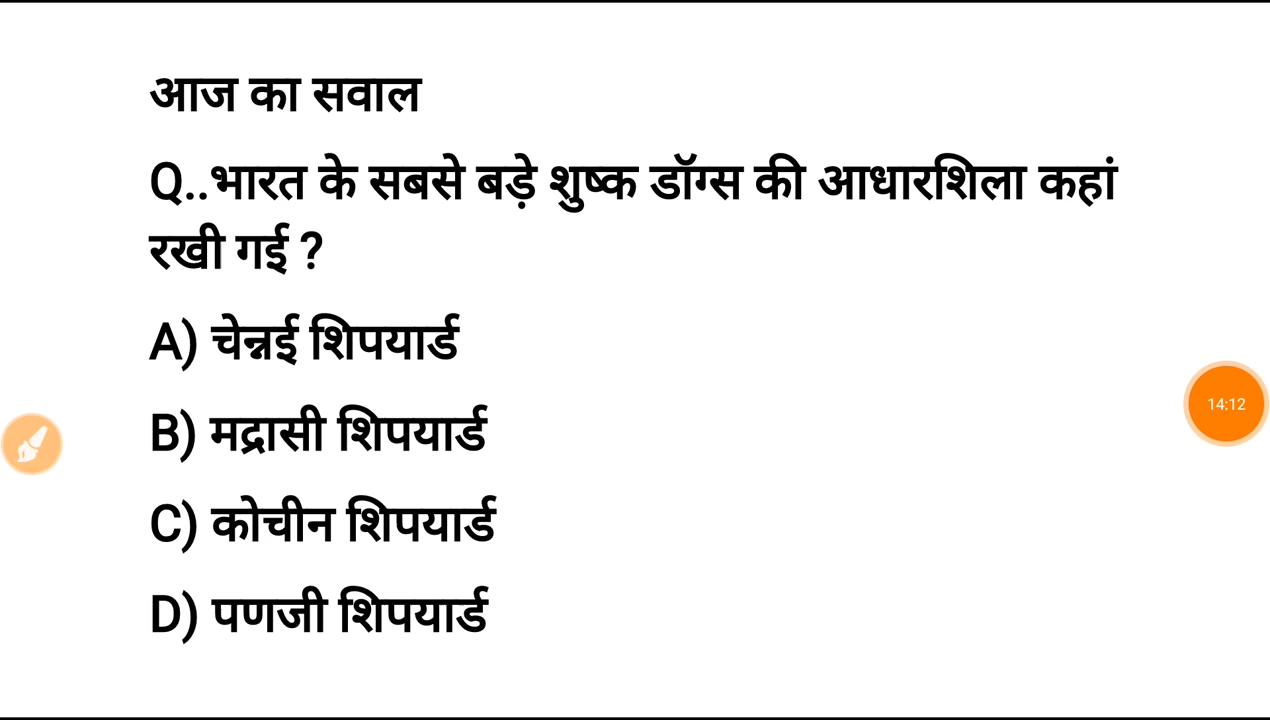 आज का सवाल
Q..भारत के सबसे बड़े शुष्क डॉग्स की आधारशिला कहां
रखी गई ?
A) चेन्नई शिपयार्ड
B) मद्रासी शिपयार्ड
14:12
C) कोचीन शिपयार्ड
D) पणजी शिपयार्ड